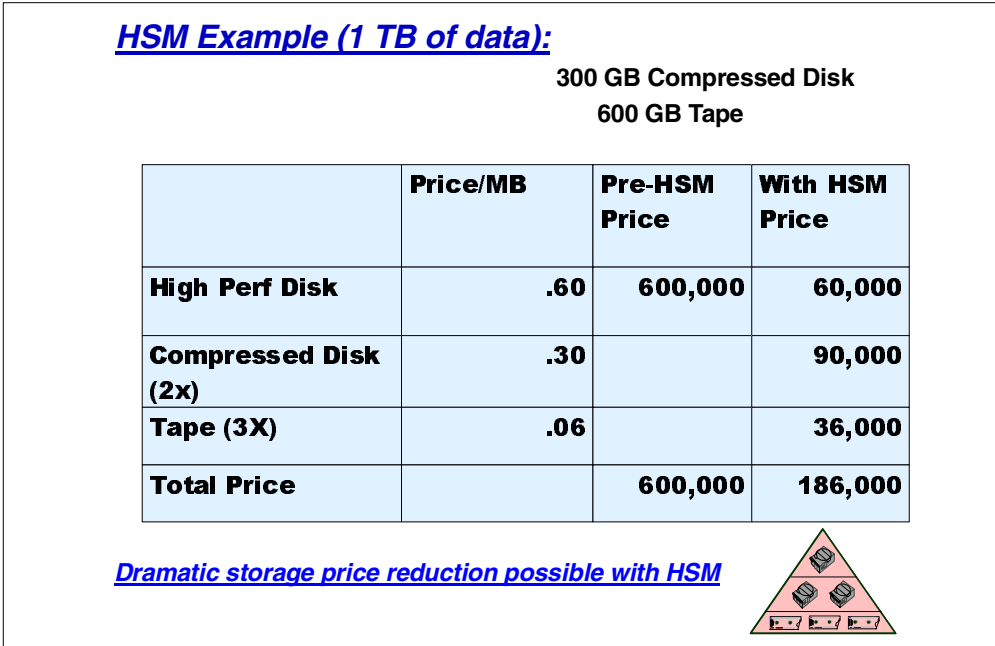 HSM Example (1 TB of data):
300 GB Compressed Disk
600 GB Tape
Price/MB Pre-HSM Price With HSM Price
High Perf Disk .60 600,000 60,000
Compressed Disk (2x) .30 90,000
Tape (3X) .06 36,000
Total Price 600,000 186,000
Dramatic storage price reduction possible with HSM